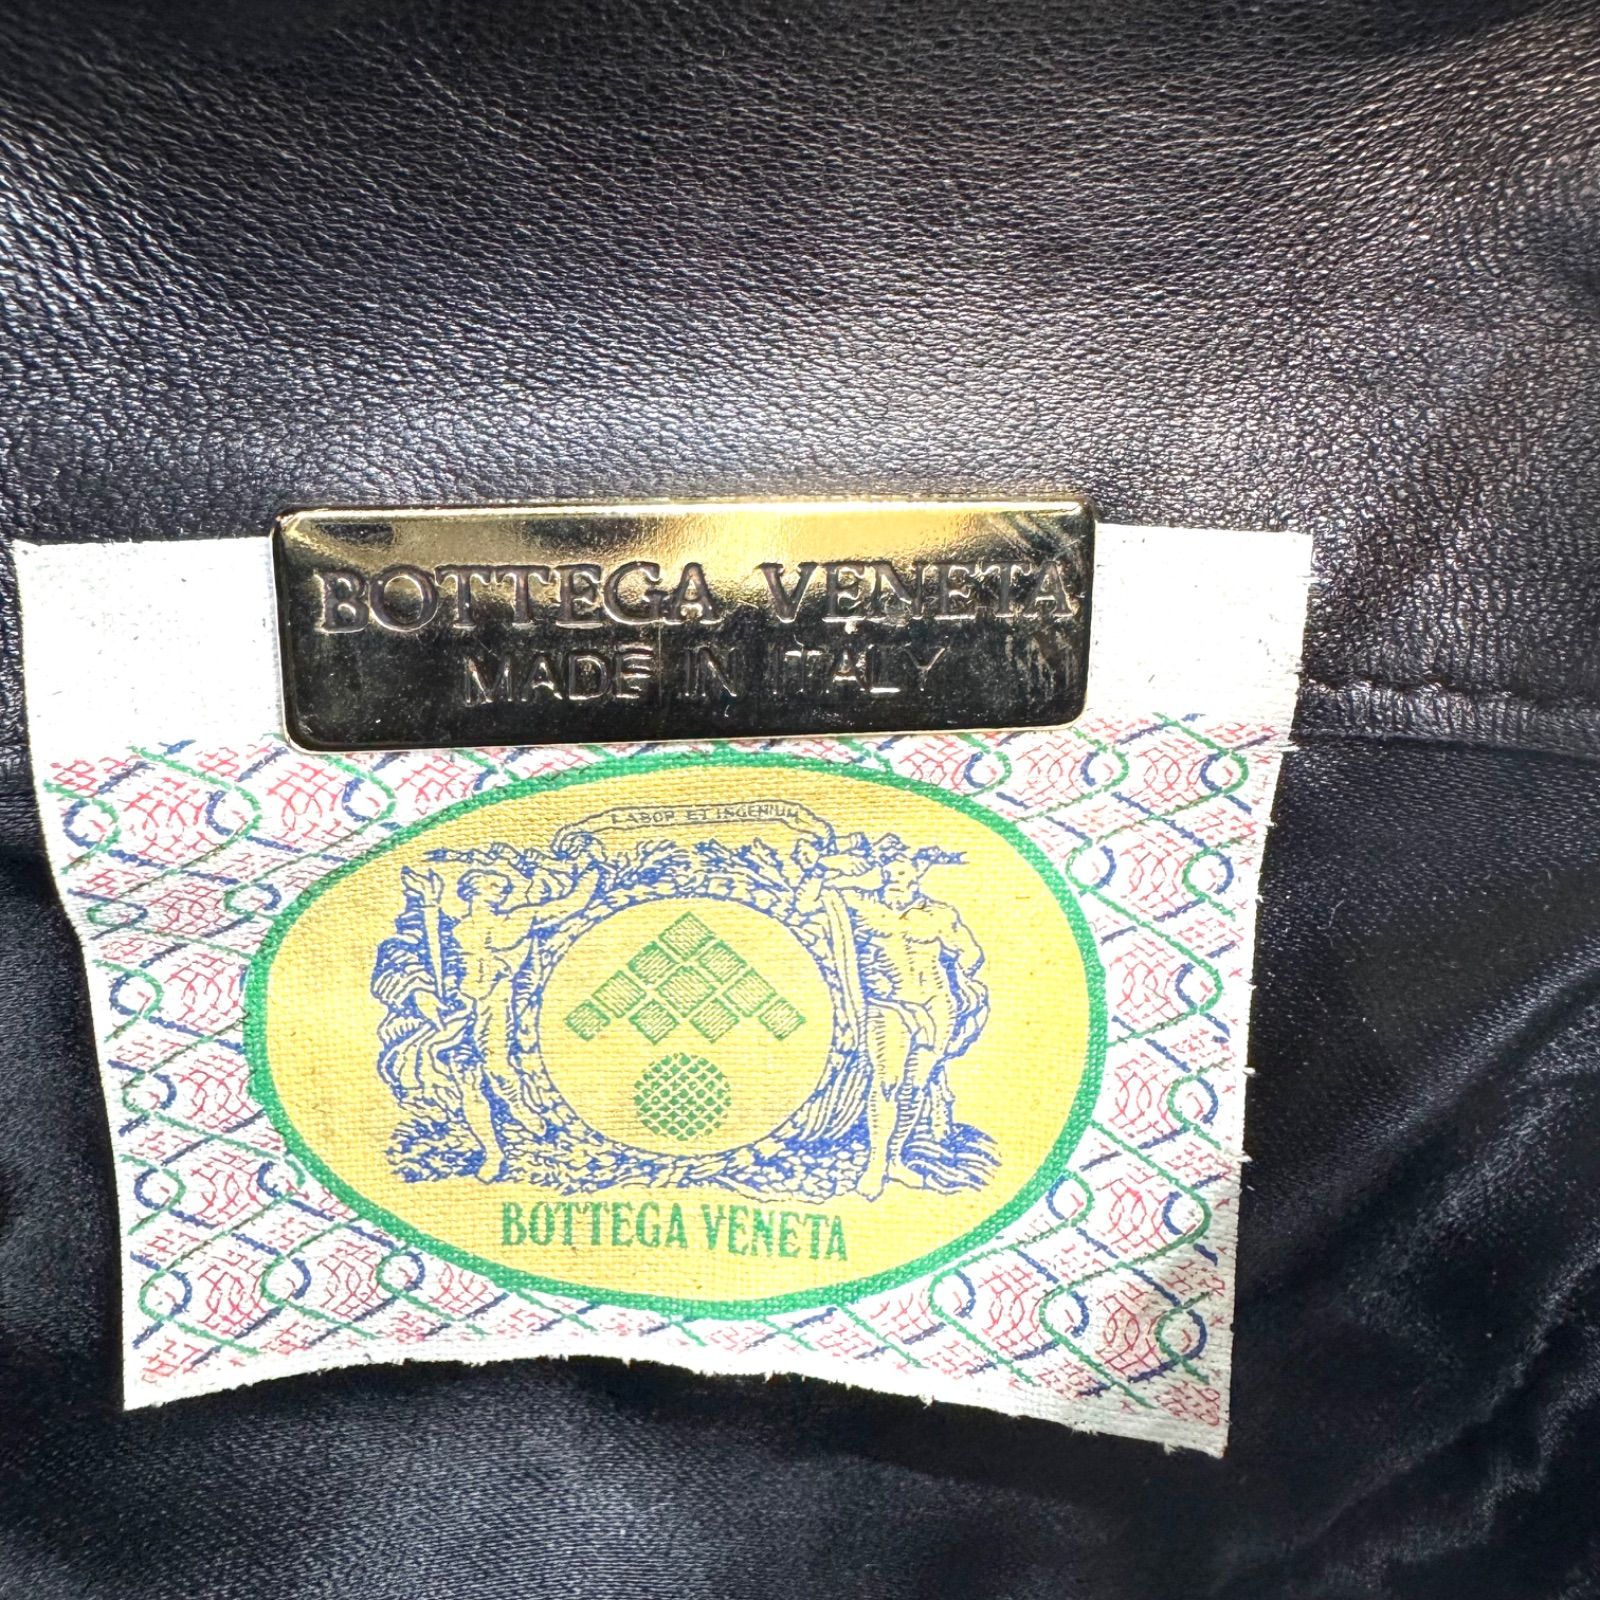 BOTTEGA VENETA
MADE IN ITALY
LABOR ET INGENIUM
BOTTEGA VENETA